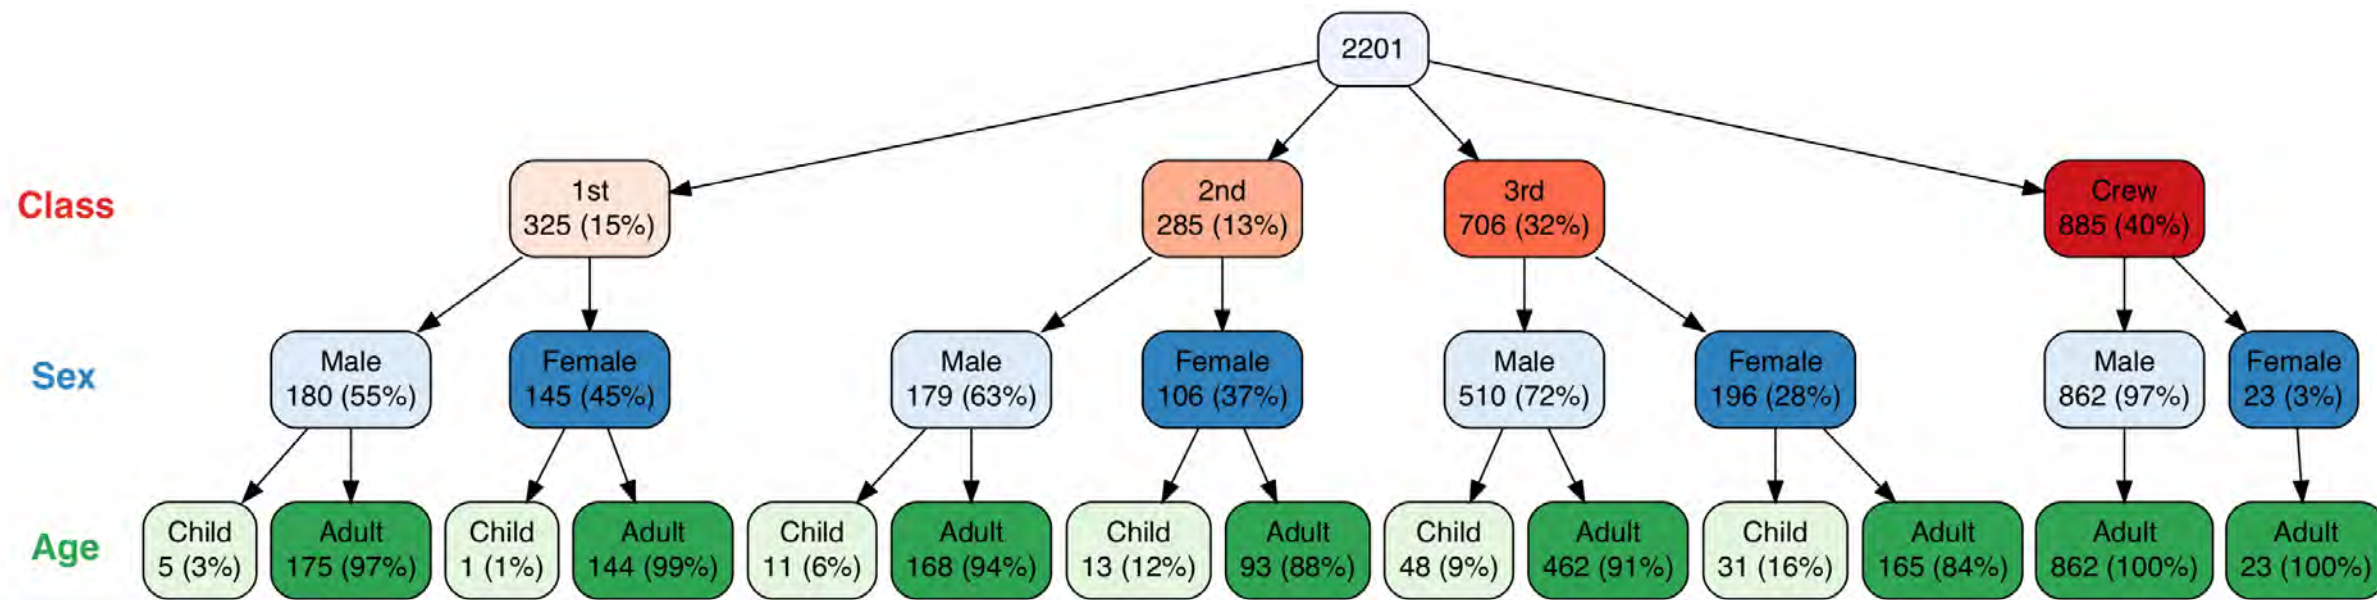 2201
Class
1st
325 (15%)
2nd
285 (13%)
3rd
706 (32%)
Crew
885 (40%)
Sex
Male
180 (55%)
Female
145 (45%)
Male
179 (63%)
Female
106 (37%)
Male
510 (72%)
Female
196 (28%)
Male
862 (97%)
Female
23 (3%)
Age
Child
5 (3%)
Adult
175 (97%)
Child
1 (1%)
Adult
144 (99%)
Child
11 (6%)
Adult
168 (94%)
Child
13 (12%)
Adult
93 (88%)
Child
48 (9%)
Adult
462 (91%)
Child
31 (16%)
Adult
165 (84%)
Adult
862 (100%)
Adult
23 (100%)